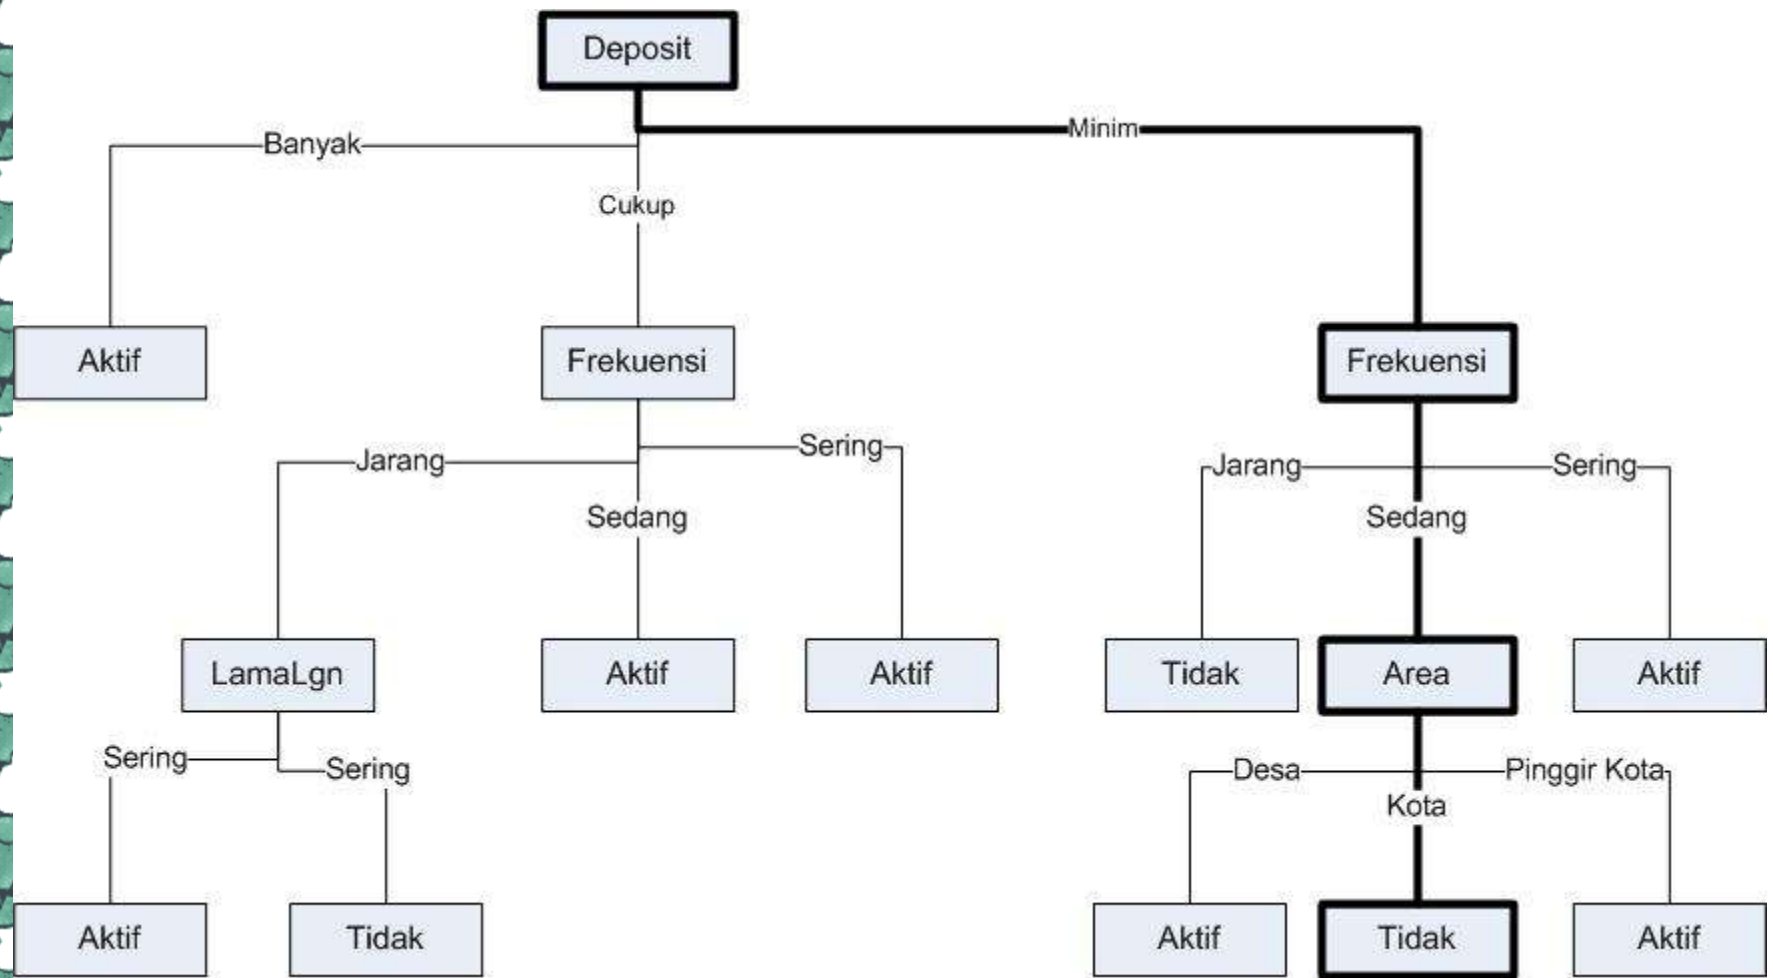 Deposit
Minim
Banyak
Cukup
Aktif
Frekuensi
Frekuensi
Jarang
Sering
Jarang
Sering
Sedang
Sedang
LamaLgn
Aktif
Aktif
Tidak
Area
Aktif
Sering
Sering
Desa
Pinggir Kota
Kota
Aktif
Tidak
Aktif
Tidak
Aktif